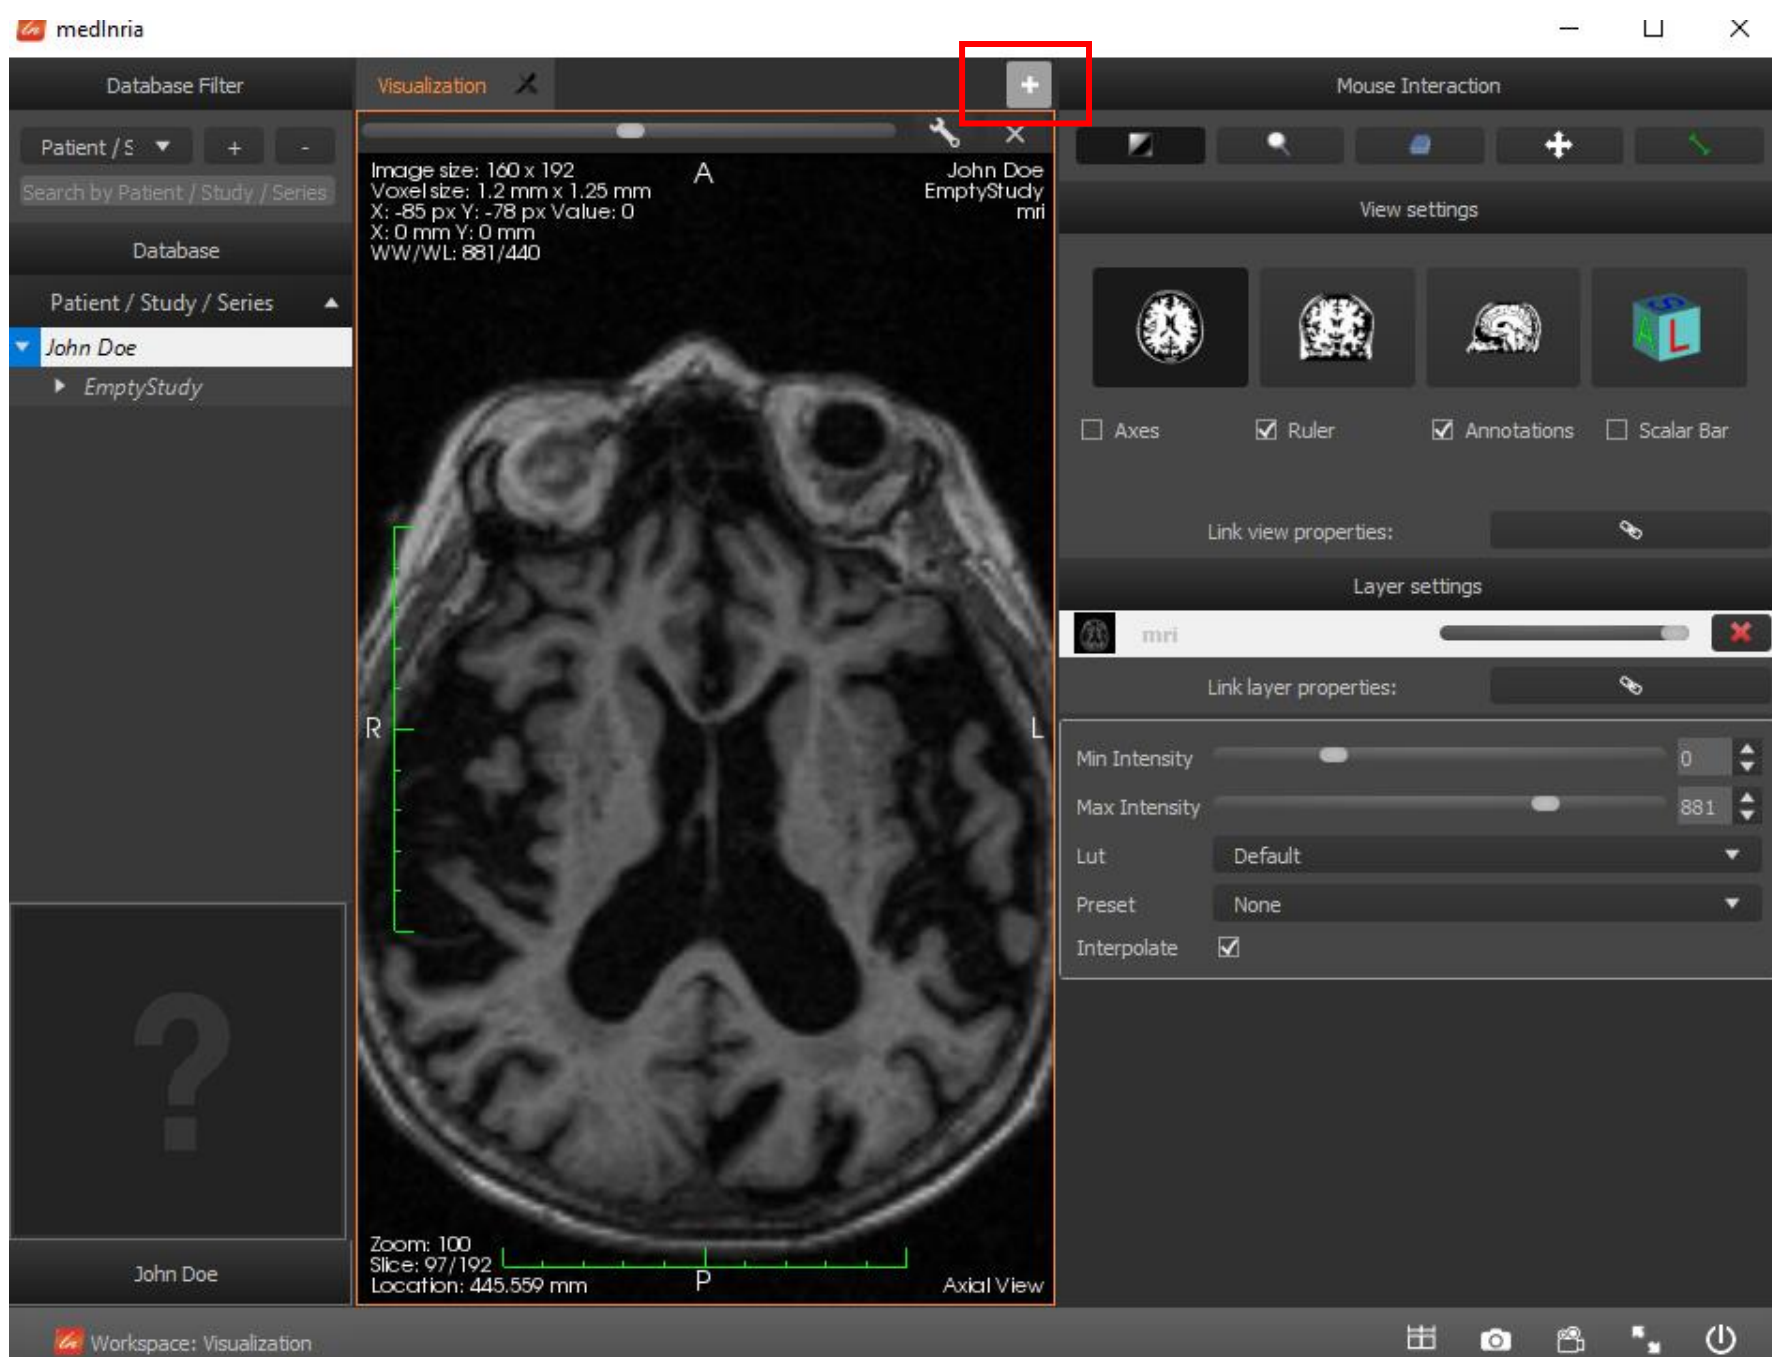 medInria
Database Filter
Visualization
+
Mouse Interaction
Patient / S
+
-
Search by Patient / Study / Series
Database
Patient / Study / Series
John Doe
EmptyStudy
Image size: 160 x 192
Voxel size: 1.2 mm x 1.25 mm
X: -85 px Y: -78 px Value: 0
X: 0 mm Y: 0 mm
WW/WL: 881/440
A
John Doe
EmptyStudy
mri
R
L
Zoom: 100
Slice: 97/192
Location: 445.559 mm
P
Axial View
View settings
S
A
L
Axes
Ruler
Annotations
Scalar Bar
Link view properties:
Layer settings
mri
Link layer properties:
Min Intensity
0
Max Intensity
881
Lut
Default
Preset
None
Interpolate
?
John Doe
Workspace: Visualization